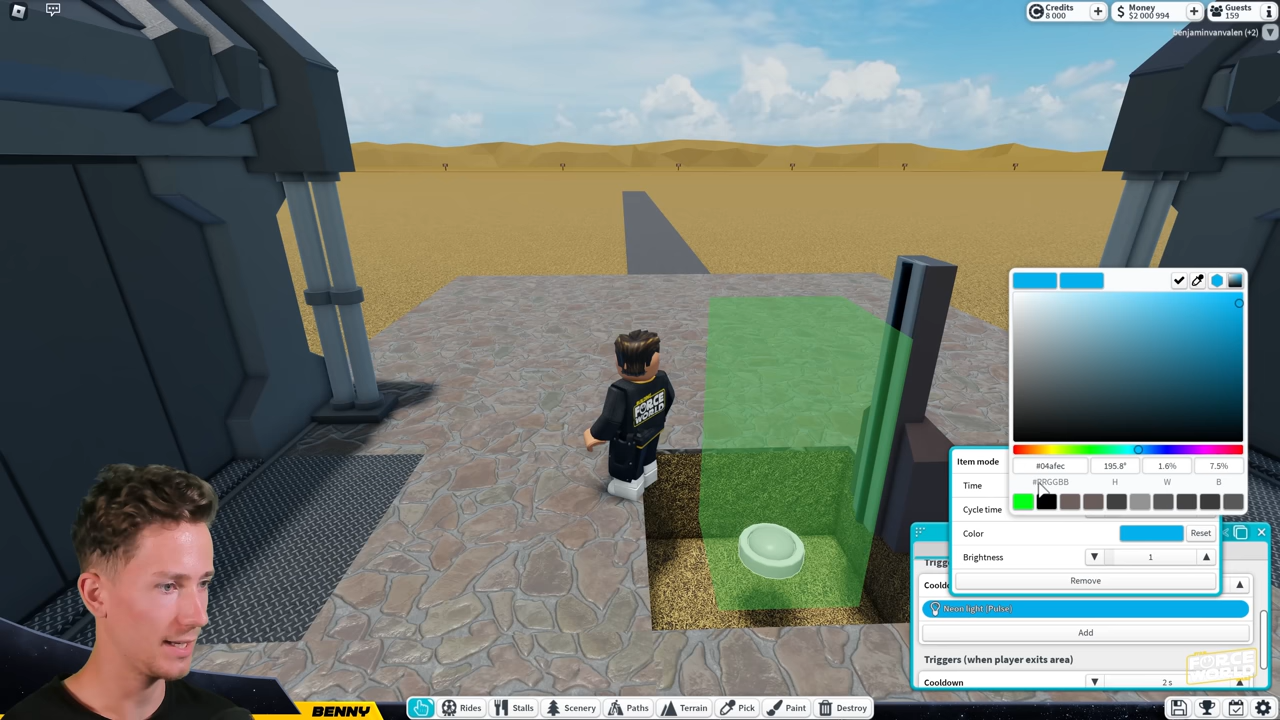 Credits
8 000
Money
$2 000 994
Guests
159
benjaminvanvalen (+2)
FORCE
WORLD
#04afec
195.8°
1.6%
7.5%
#RRGGBB
H
W
B
Item mode
Time
Cycle time
Color
Reset
Brightness
1
Remove
Neon light (Pulse)
Add
Triggers (when player exits area)
Cooldown
2 s
FORCE
WORLD
BENNY
Rides
Stalls
Scenery
Paths
Terrain
Pick
Paint
Destroy